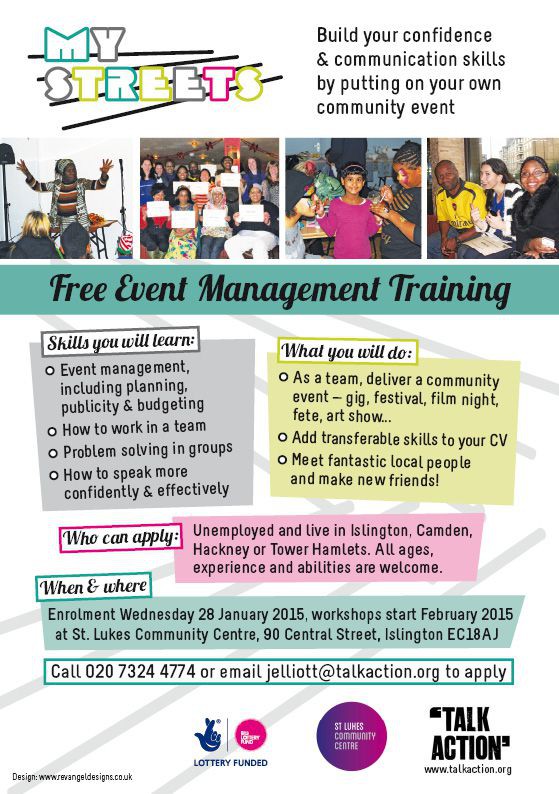 MY
STREETS
Build your confidence
& communication skills
by putting on your own
community event
Free Event Management Training
Skills you will learn:
Event management,
including planning,
publicity & budgeting
How to work in a team
Problem solving in groups
How to speak more
confidently & effectively
What you will do:
As a team, deliver a community
event – gig, festival, film night,
fete, art show...
Add transferable skills to your CV
Meet fantastic local people
and make new friends!
Who can apply:
Unemployed and live in Islington, Camden,
Hackney or Tower Hamlets. All ages,
experience and abilities are welcome.
When & where
Enrolment Wednesday 28 January 2015, workshops start February 2015
at St. Lukes Community Centre, 90 Central Street, Islington EC18AJ
Call 020 7324 4774 or email jelliott@talkaction.org to apply
BIG
LOTTERY
FUND
LOTTERY FUNDED
ST LUKES
COMMUNITY
CENTRE
"TALK
ACTION"
www.talkaction.org
Design: www.revangeldesigns.co.uk